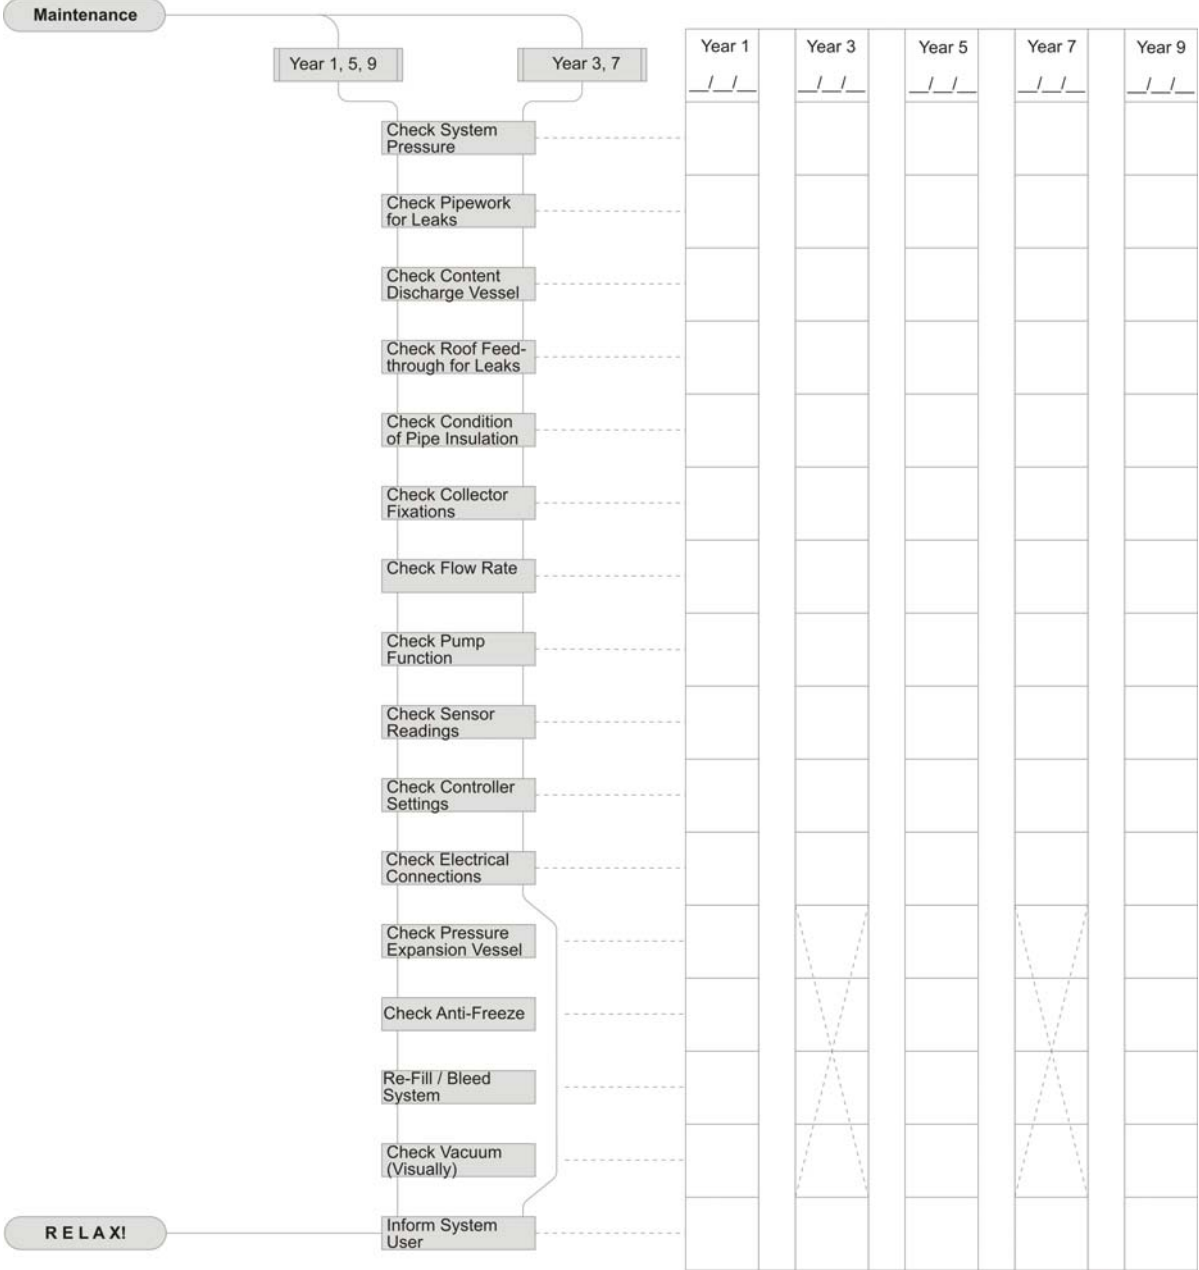 Maintenance
Year 1, 5, 9
Year 3, 7
Year 1
Year 3
Year 5
Year 7
Year 9
__/__/__
__/__/__
__/__/__
__/__/__
__/__/__
Check System
Pressure
Check Pipework
for Leaks
Check Content
Discharge Vessel
Check Roof Feed-
through for Leaks
Check Condition
of Pipe Insulation
Check Collector
Fixations
Check Flow Rate
Check Pump
Function
Check Sensor
Readings
Check Controller
Settings
Check Electrical
Connections
Check Pressure
Expansion Vessel
Check Anti-Freeze
Re-Fill / Bleed
System
Check Vacuum
(Visually)
Inform System
User
R E L A X!